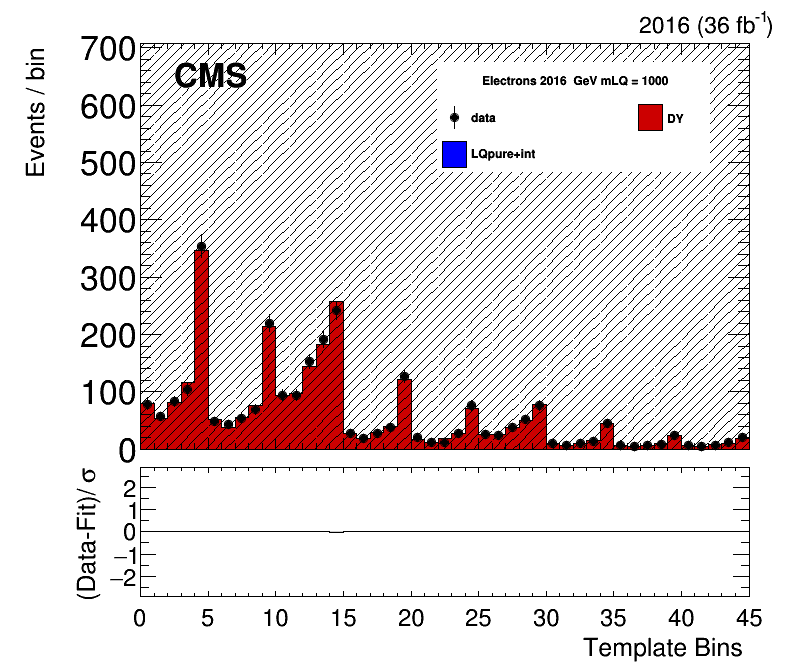 2016 (36 fb-1)
Events / bin
700
600
500
400
300
200
100
0
CMS
Electrons 2016 GeV mLQ = 1000
data
DY
LQpure+int
(Data-Fit)/ σ
2
1
0
−1
−2
0 5 10 15 20 25 30 35 40 45
Template Bins